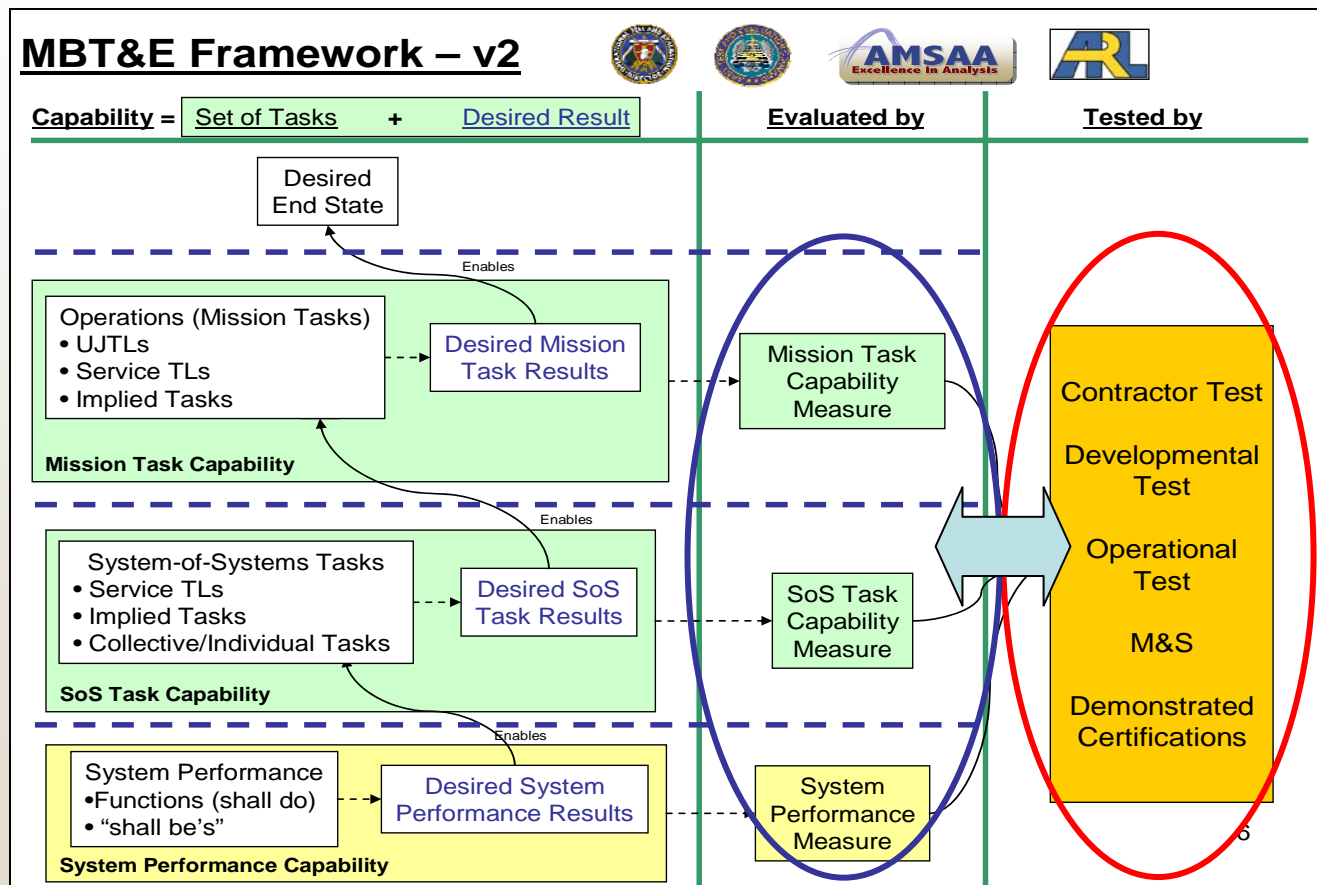 MBT&E Framework – v2
AMSAA
Excellence in Analysis
ARL
Capability = Set of Tasks + Desired Result
Evaluated by
Tested by
Desired
End State
Enables
Operations (Mission Tasks)
• UJTLs
• Service TLs
• Implied Tasks
Desired Mission
Task Results
Mission Task Capability
Mission Task
Capability
Measure
Enables
System-of-Systems Tasks
• Service TLs
• Implied Tasks
• Collective/Individual Tasks
Desired SoS
Task Results
SoS Task Capability
SoS Task
Capability
Measure
Enables
System Performance
•Functions (shall do)
• “shall be’s”
Desired System
Performance Results
System Performance Capability
System
Performance
Measure
Contractor Test
Developmental
Test
Operational
Test
M&S
Demonstrated
Certifications
6